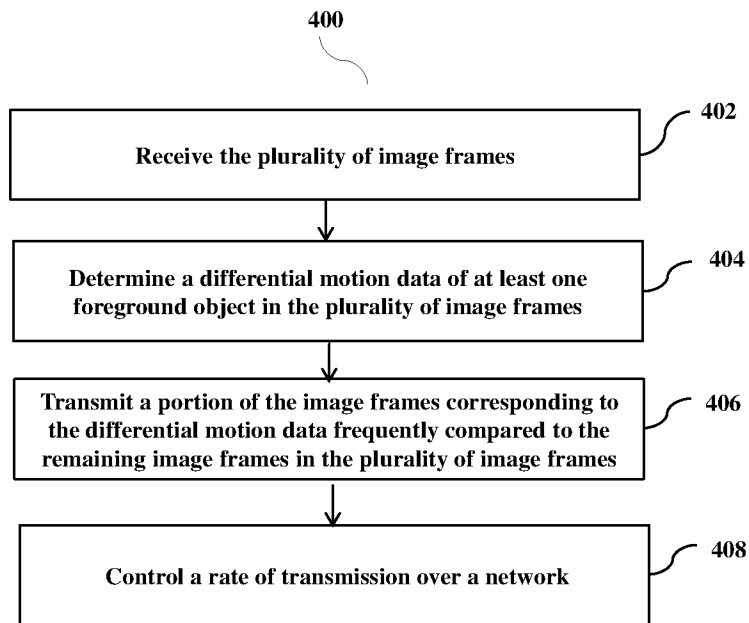 400
402
Receive the plurality of image frames
404
Determine a differential motion data of at least one
foreground object in the plurality of image frames
406
Transmit a portion of the image frames corresponding to
the differential motion data frequently compared to the
remaining image frames in the plurality of image frames
408
Control a rate of transmission over a network